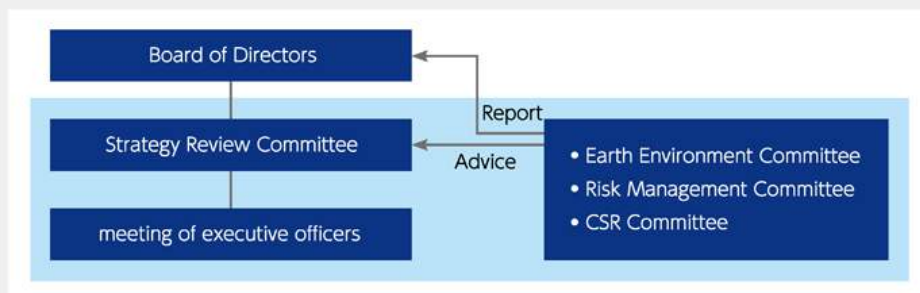 Board of Directors
Report
Strategy Review Committee
Advice
meeting of executive officers
• Earth Environment Committee
• Risk Management Committee
• CSR Committee